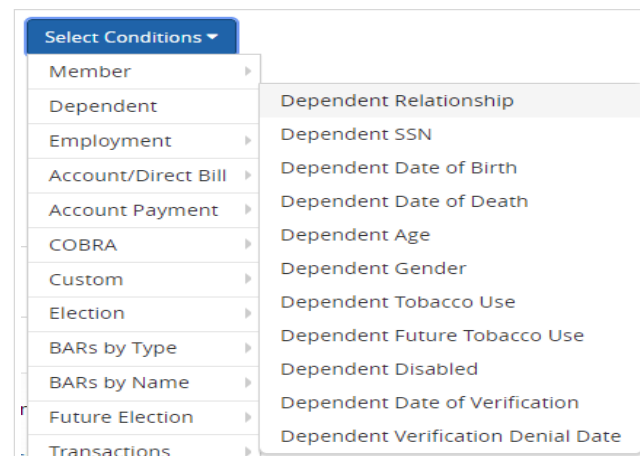 Select Conditions
Member
Dependent
Employment
Account/Direct Bill
Account Payment
COBRA
Custom
Election
BARs by Type
BARs by Name
Future Election
Transactions
Dependent Relationship
Dependent SSN
Dependent Date of Birth
Dependent Date of Death
Dependent Age
Dependent Gender
Dependent Tobacco Use
Dependent Future Tobacco Use
Dependent Disabled
Dependent Date of Verification
Dependent Verification Denial Date